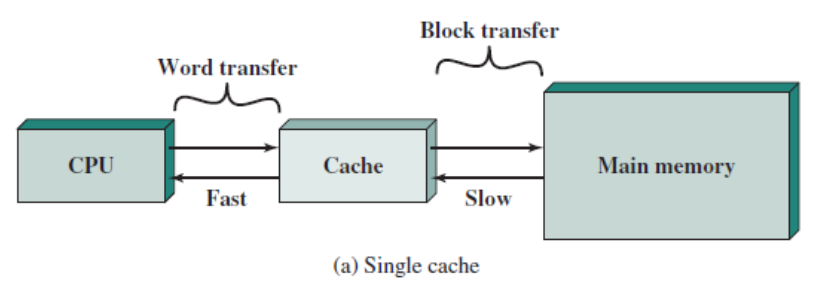 Block transfer
Word transfer
CPU
Cache
Main memory
Fast
Slow
(a) Single cache